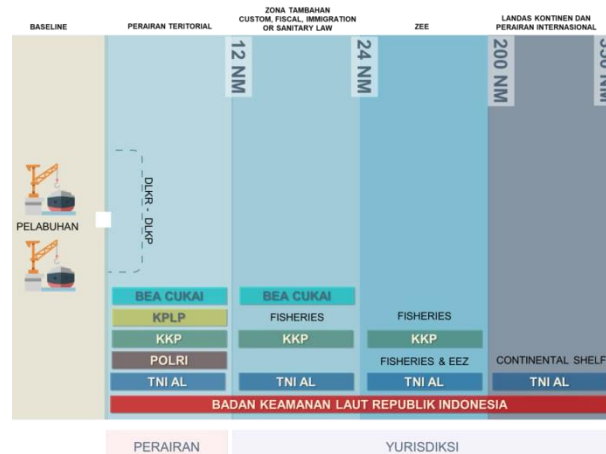 BASELINE
PERAIRAN TERITORIAL
ZONA TAMBAHAN
CUSTOM, FISCAL, IMMIGRATION
OR SANITARY LAW
ZEE
LANDAS KONTINEN DAN
PERAIRAN INTERNASIONAL
12 NM
24 NM
200 NM
350 NM
DLKR - DLKP
PELABUHAN
BEA CUKAI
BEA CUKAI
KPLP
FISHERIES
FISHERIES
KKP
KKP
KKP
POLRI
FISHERIES & EEZ
CONTINENTAL SHELF
TNI AL
TNI AL
TNI AL
TNI AL
BADAN KEAMANAN LAUT REPUBLIK INDONESIA
PERAIRAN
YURISDIKSI